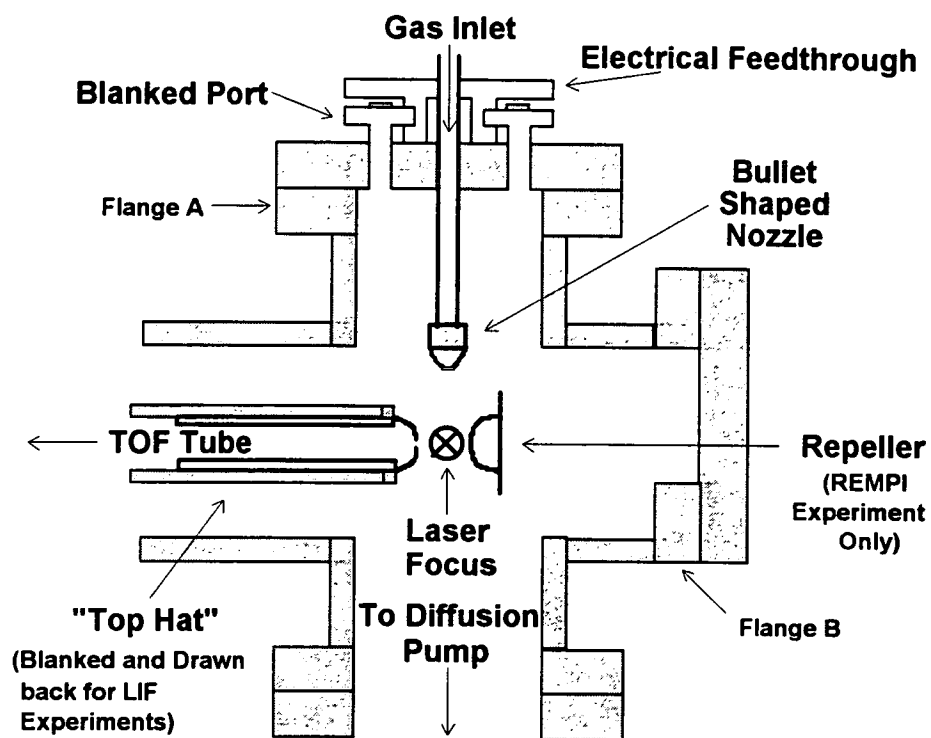 Gas Inlet
Electrical Feedthrough
Blanked Port
Bullet
Shaped
Nozzle
Flange A
TOF Tube
Repeller
(REMPI
Experiment
Only)
Laser
Focus
"Top Hat"
(Blanked and Drawn
back for LIF
Experiments)
To Diffusion
Pump
Flange B